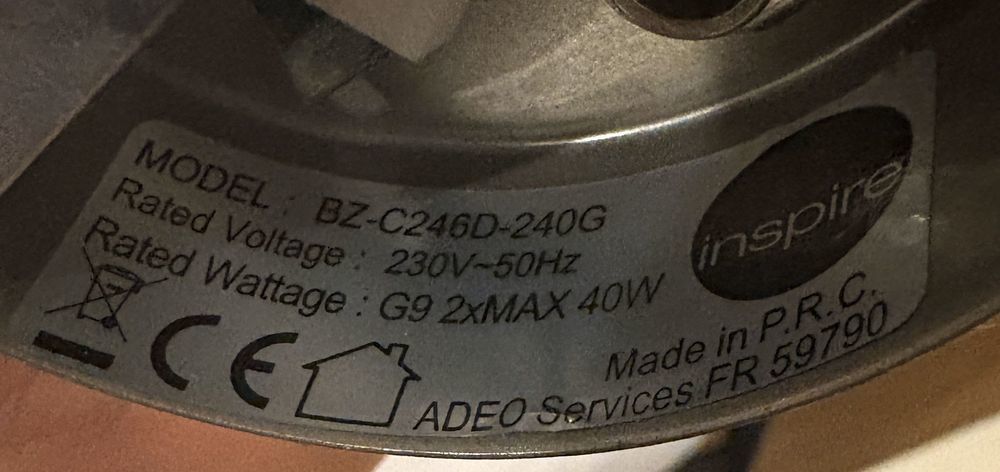 MODEL : BZ-C246D-240G
Rated Voltage : 230V~50Hz
Rated Wattage : G9 2xMAX 40W
inspire
Made in P.R.C.
CE
ADEO Services FR 59790